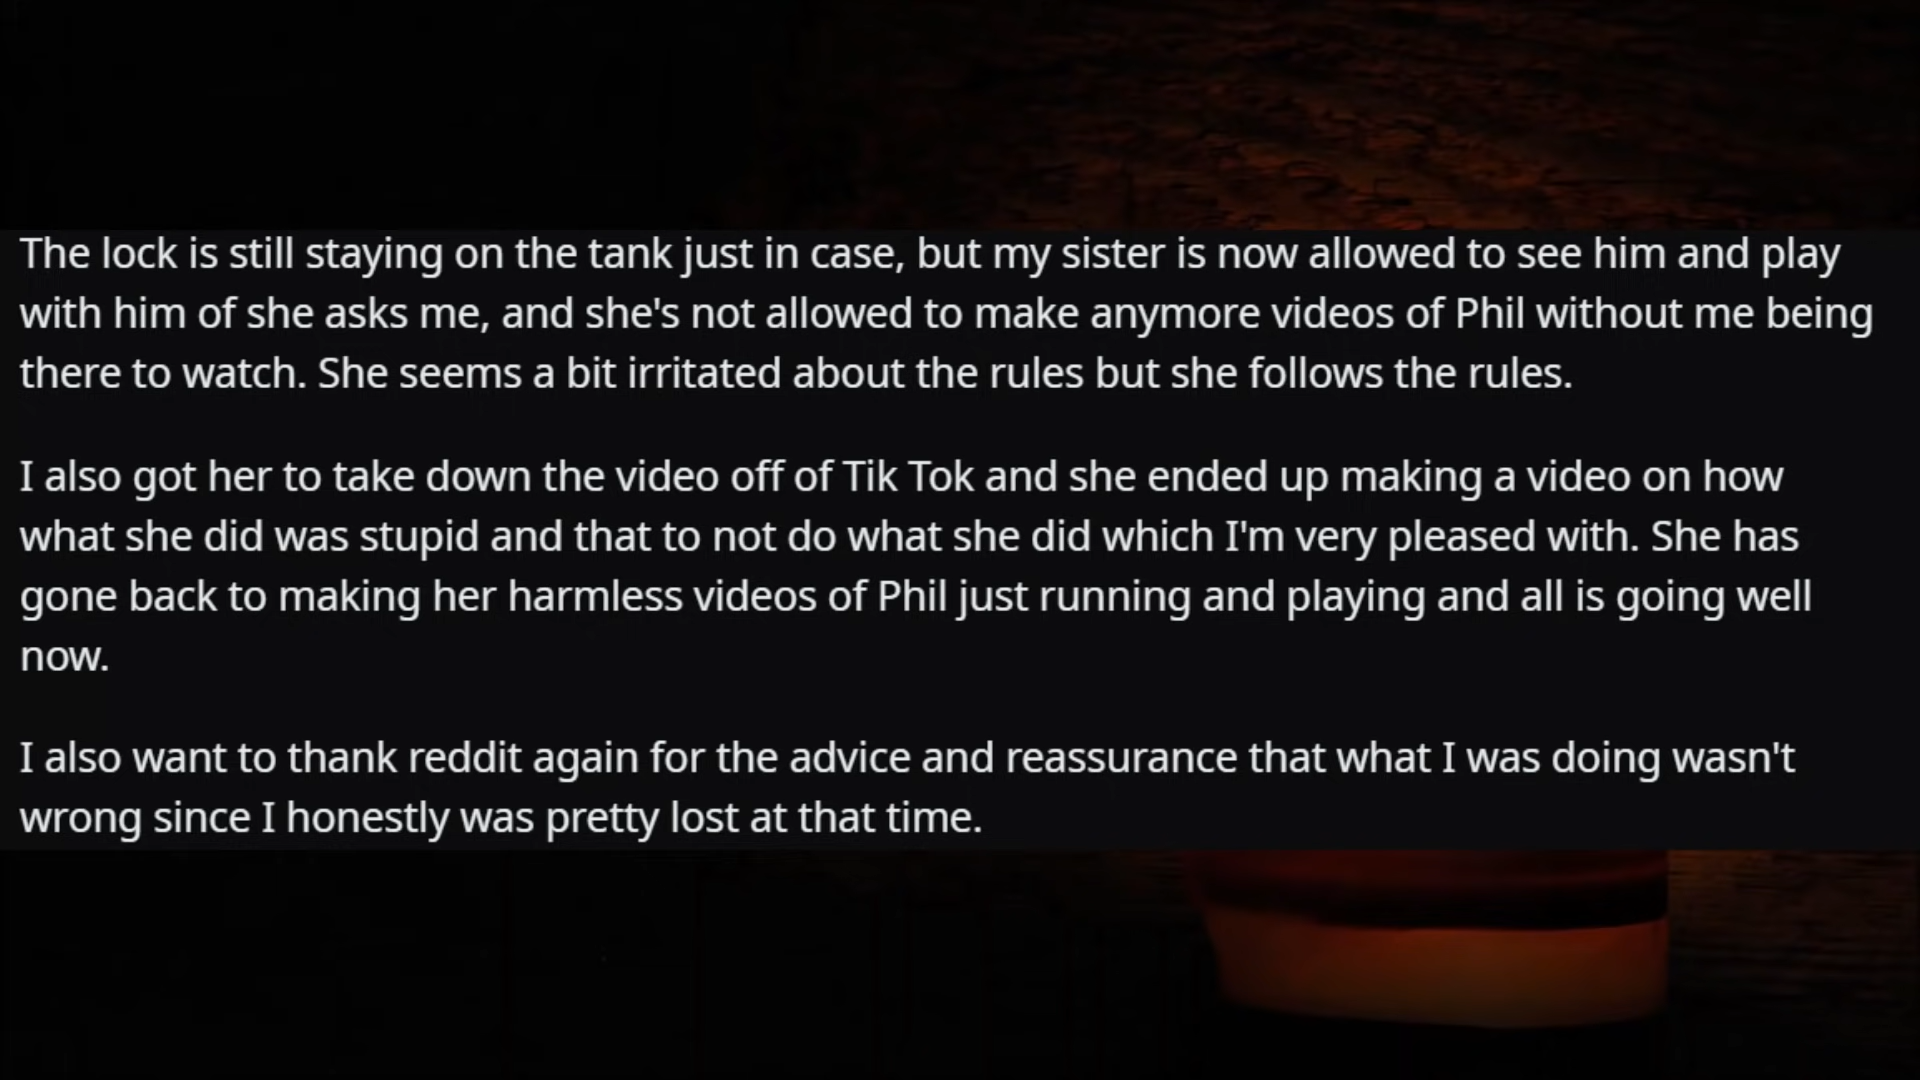 The lock is still staying on the tank just in case, but my sister is now allowed to see him and play
with him of she asks me, and she's not allowed to make anymore videos of Phil without me being
there to watch. She seems a bit irritated about the rules but she follows the rules.
I also got her to take down the video off of Tik Tok and she ended up making a video on how
what she did was stupid and that to not do what she did which I'm very pleased with. She has
gone back to making her harmless videos of Phil just running and playing and all is going well
now.
I also want to thank reddit again for the advice and reassurance that what I was doing wasn't
wrong since I honestly was pretty lost at that time.